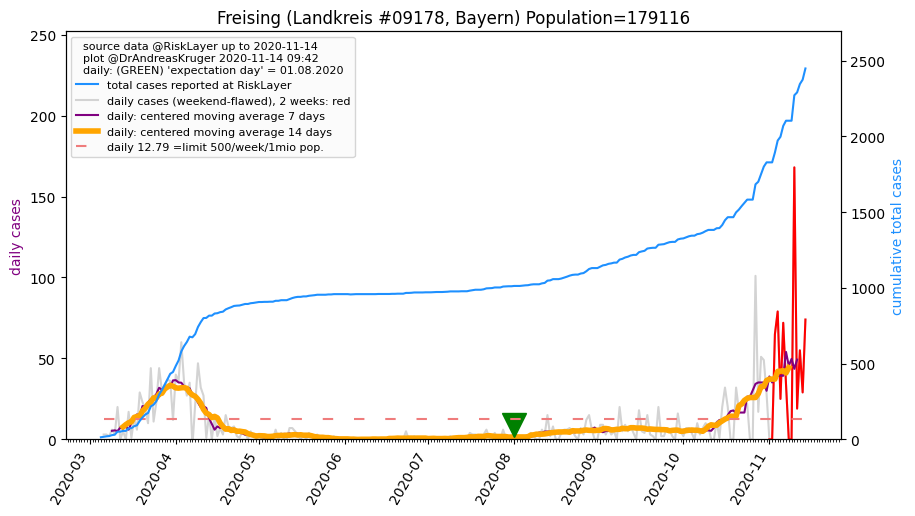 Freising (Landkreis #09178, Bayern) Population=179116
source data @RiskLayer up to 2020-11-14
plot @DrAndreasKruger 2020-11-14 09:42
daily: (GREEN) 'expectation day' = 01.08.2020
total cases reported at RiskLayer
daily cases (weekend-flawed), 2 weeks: red
daily: centered moving average 7 days
daily: centered moving average 14 days
daily 12.79 =limit 500/week/1mio pop.
daily cases
250
200
150
100
50
0
cumulative total cases
2500
2000
1500
1000
500
0
2020-03
2020-04
2020-05
2020-06
2020-07
2020-08
2020-09
2020-10
2020-11